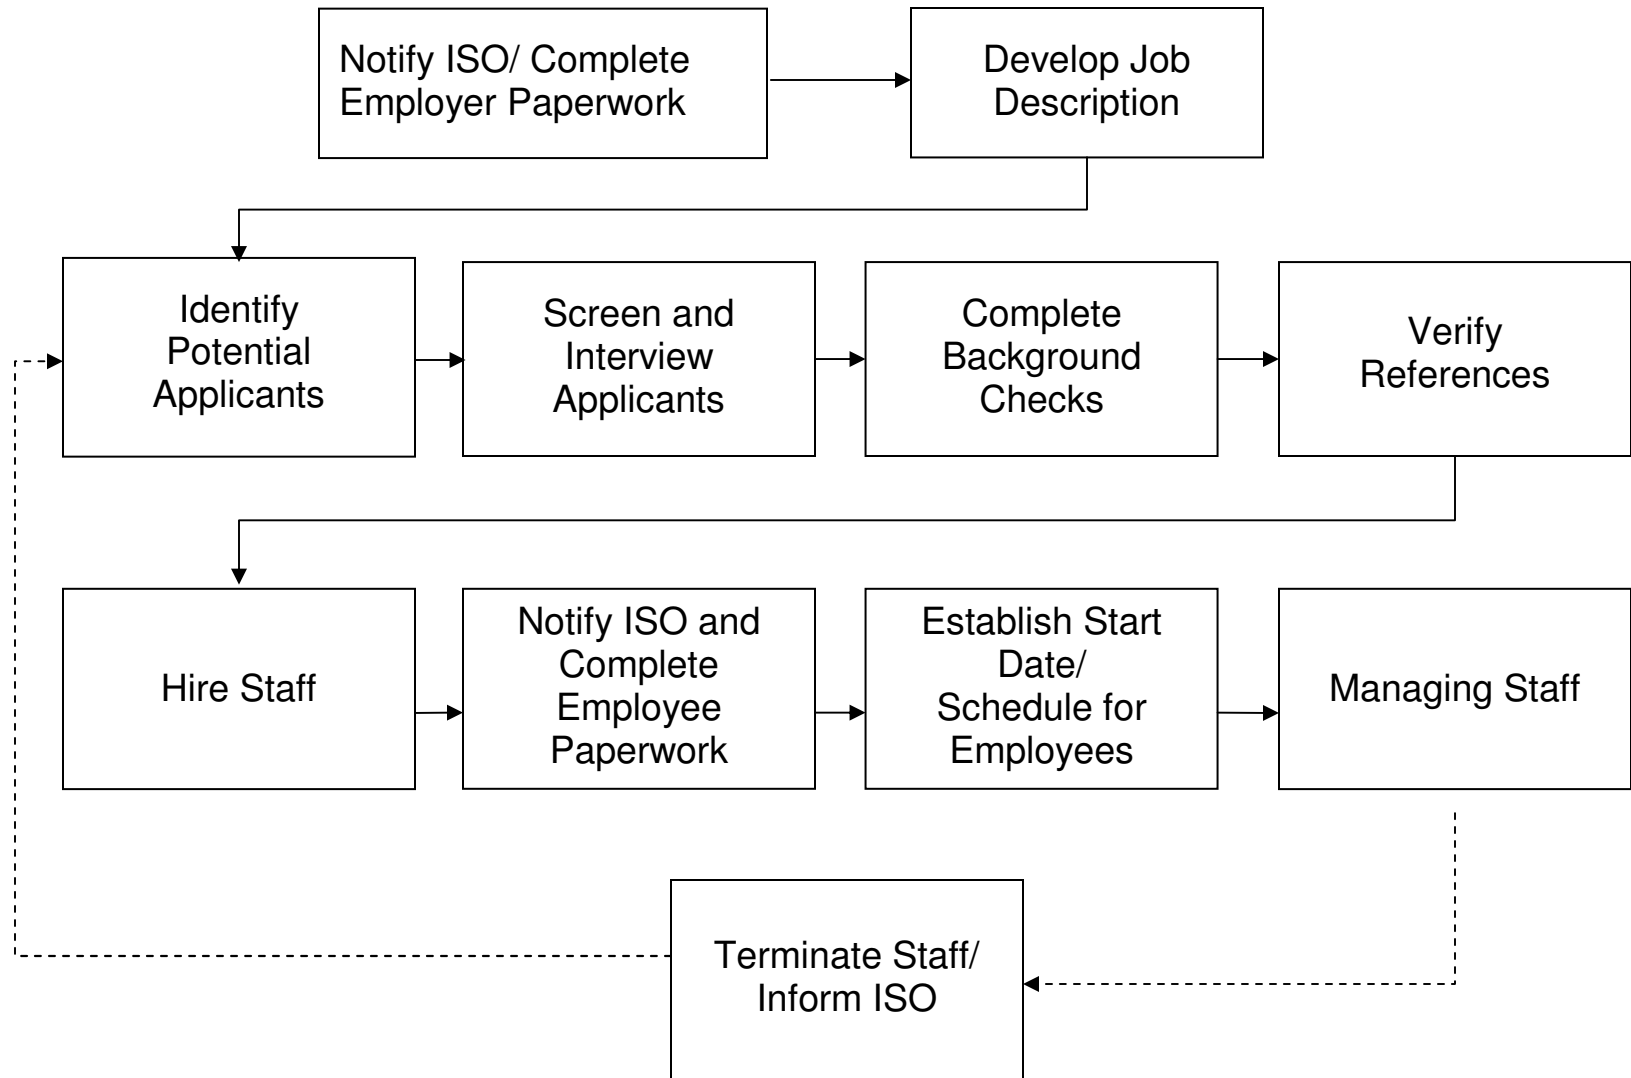 Notify ISO/ Complete
Employer Paperwork
Develop Job
Description
Identify
Potential
Applicants
Screen and
Interview
Applicants
Complete
Background
Checks
Verify
References
Hire Staff
Notify ISO and
Complete
Employee
Paperwork
Establish Start
Date/
Schedule for
Employees
Managing Staff
Terminate Staff/
Inform ISO